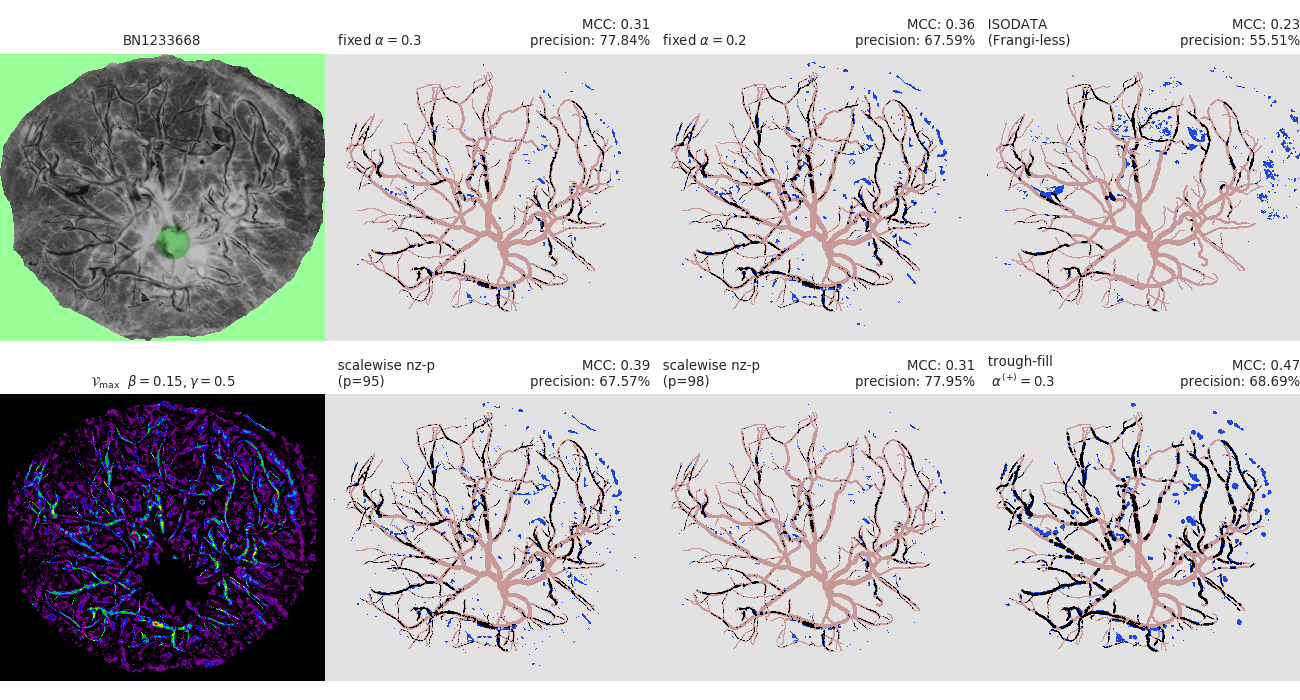 BN1233668
fixed α = 0.3
MCC: 0.31
precision: 77.84%
fixed α = 0.2
MCC: 0.36
precision: 67.59%
ISODATA
(Frangi-less)
MCC: 0.23
precision: 55.51%
𝒱max β = 0.15, γ = 0.5
scalewise nz-p
(p=95)
MCC: 0.39
precision: 67.57%
scalewise nz-p
(p=98)
MCC: 0.31
precision: 77.95%
trough-fill
α(+) = 0.3
MCC: 0.47
precision: 68.69%